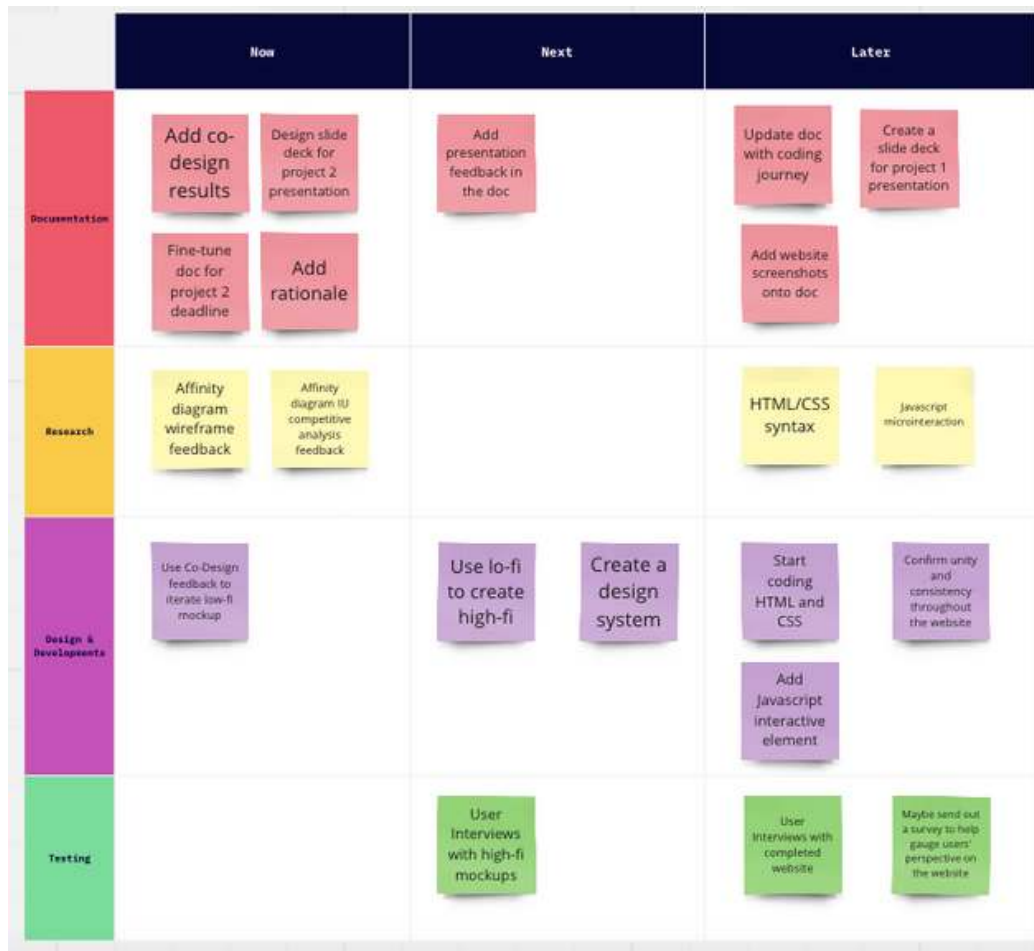 Now
Next
Later
Documentation
Add co-
design
results
Design slide
deck for
project 2
presentation
Fine-tune
doc for
project 2
deadline
Add
rationale
Add
presentation
feedback in
the doc
Update doc
with coding
journey
Create a
slide deck
for project 1
presentation
Add website
screenshots
onto doc
Research
Affinity
diagram
wireframe
feedback
Affinity
diagram IU
competitive
analysis
feedback
HTML/CSS
syntax
Javascript
microinteraction
Design &
Developments
Use Co-Design
feedback to
iterate low-fi
mockup
Use lo-fi
to create
high-fi
Create a
design
system
Start
coding
HTML and
CSS
Confirm unity
and
consistency
throughout
the website
Add
Javascript
interactive
element
Testing
User
Interviews
with high-fi
mockups
User
Interviews with
completed
website
Maybe send out
a survey to help
gauge users'
perspective on
the website